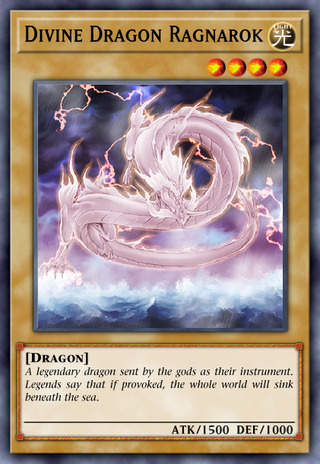 Divine Dragon Ragnarok
LIGHT
光
[Dragon]
A legendary dragon sent by the gods as their instrument.
Legends say that if provoked, the whole world will sink
beneath the sea.
ATK/1500 DEF/1000